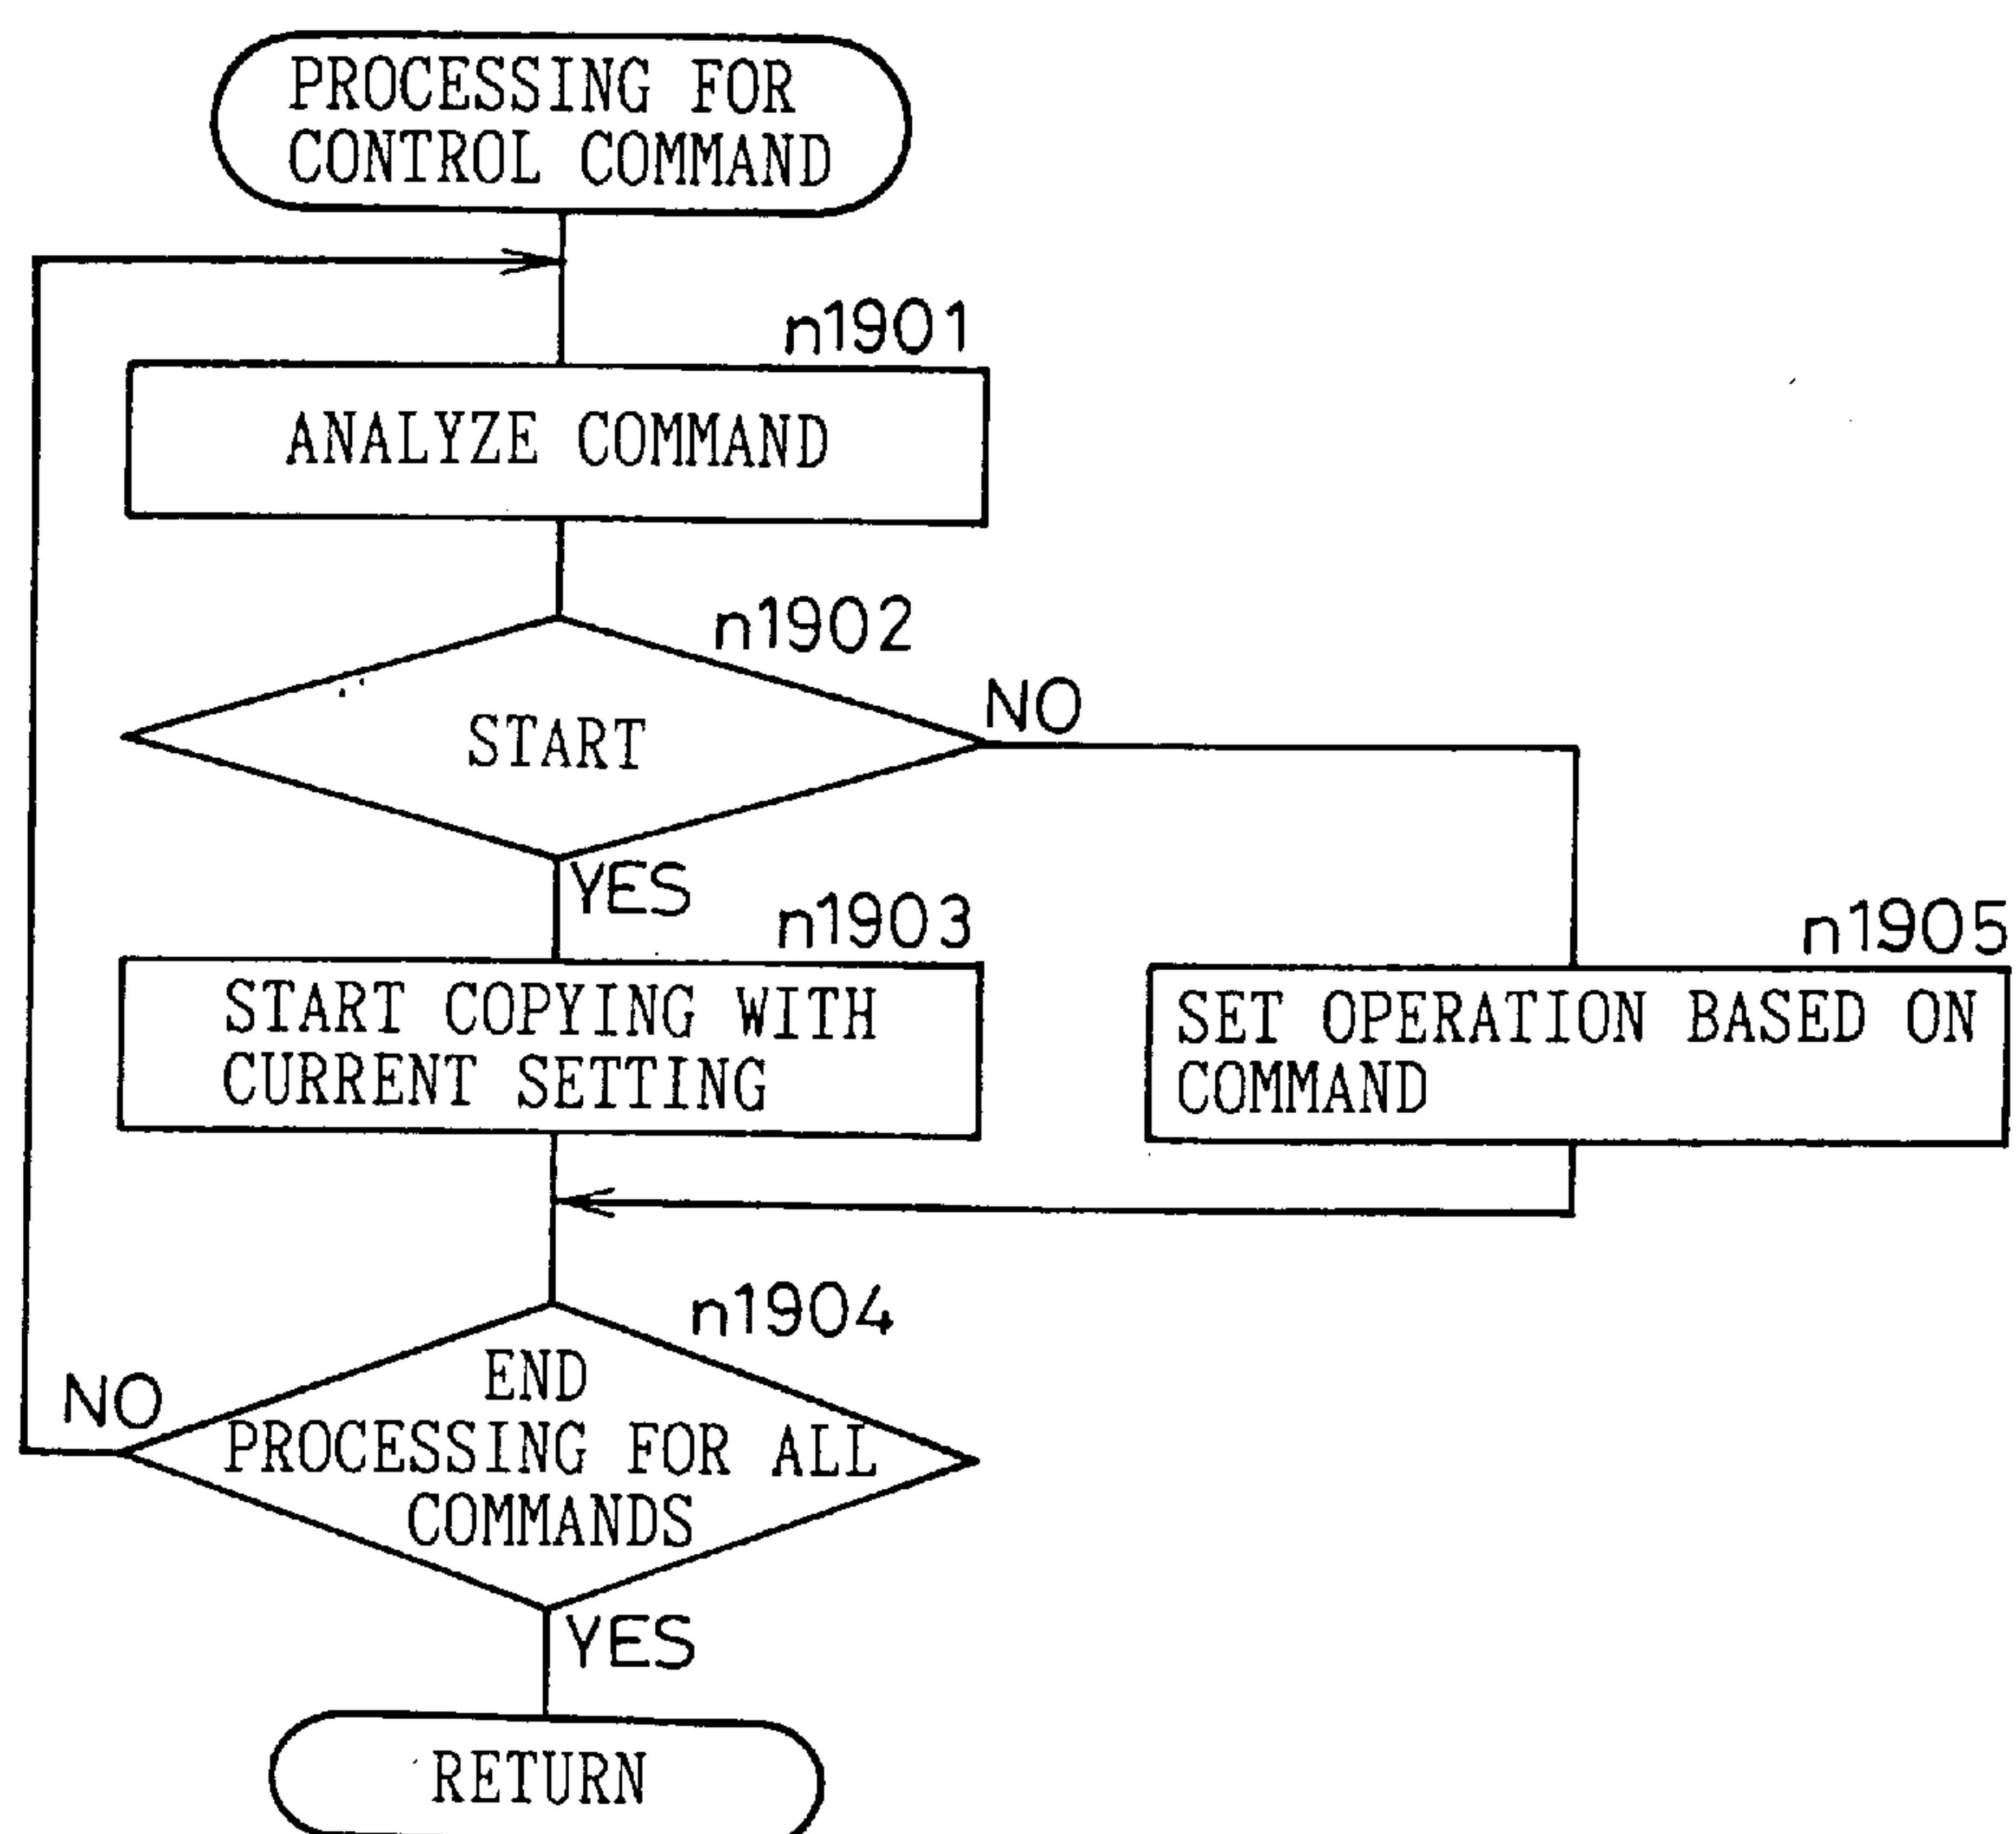 PROCESSING FOR
CONTROL COMMAND
n1901
ANALYZE COMMAND
n1902
START
NO
YES
n1903
START COPYING WITH
CURRENT SETTING
n1905
SET OPERATION BASED ON
COMMAND
n1904
END
PROCESSING FOR ALL
COMMANDS
NO
YES
RETURN